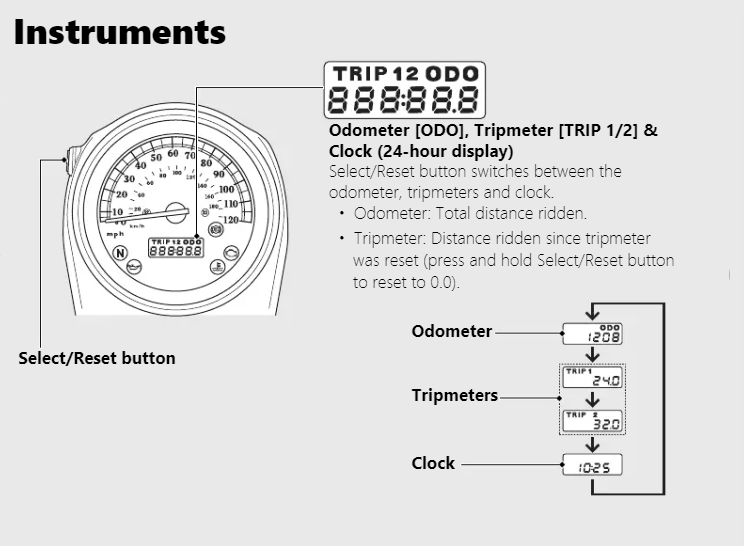 Instruments
TRIP 12 ODO
888:88.8
Odometer [ODO], Tripmeter [TRIP 1/2] &
Clock (24-hour display)
Select/Reset button switches between the
odometer, tripmeters and clock.
• Odometer: Total distance ridden.
• Tripmeter: Distance ridden since tripmeter
was reset (press and hold Select/Reset button
to reset to 0.0).
10 20 30 40 50 60 70 80 90 100 110 120
20 60 80 100 140 160
mph
km/h
TRIP 12 ODO
888:88.8
N
Select/Reset button
Odometer
ODO
1208
Tripmeters
TRIP 1
24.0
TRIP 2
32.0
Clock
10:25